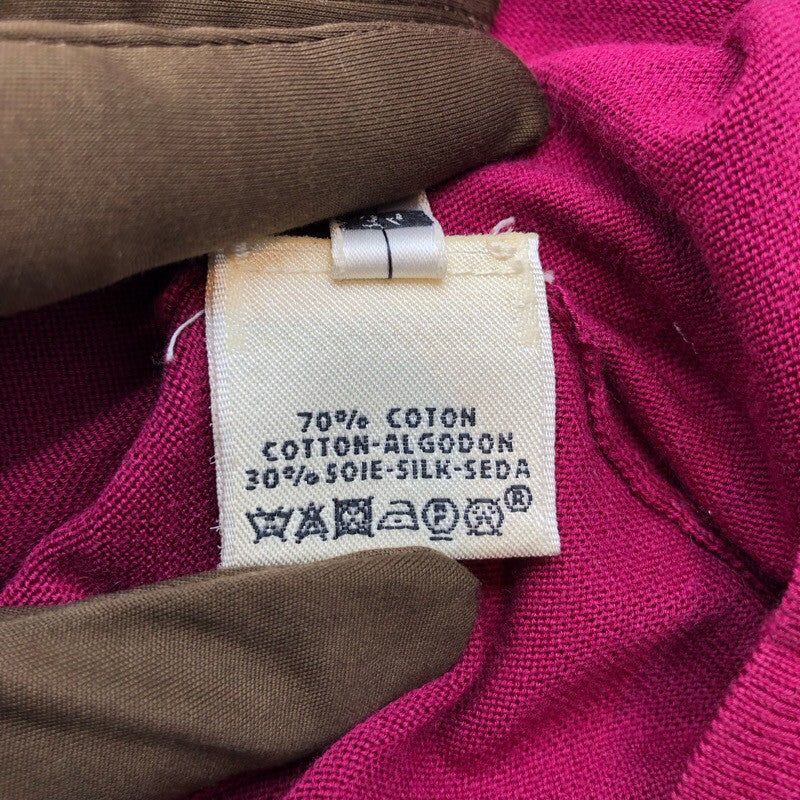 70% COTON
COTTON-ALGODON
30% SOIE-SILK-SEDA
P ®